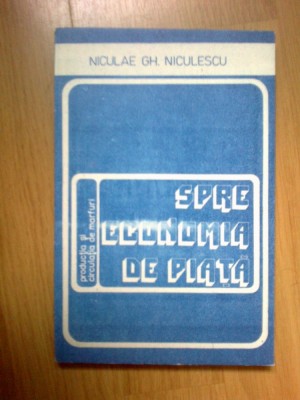 NICULAE GH. NICULESCU
producția și
circulația de mărfuri
SPRE
ECONOMIA
DE PIAȚĂ